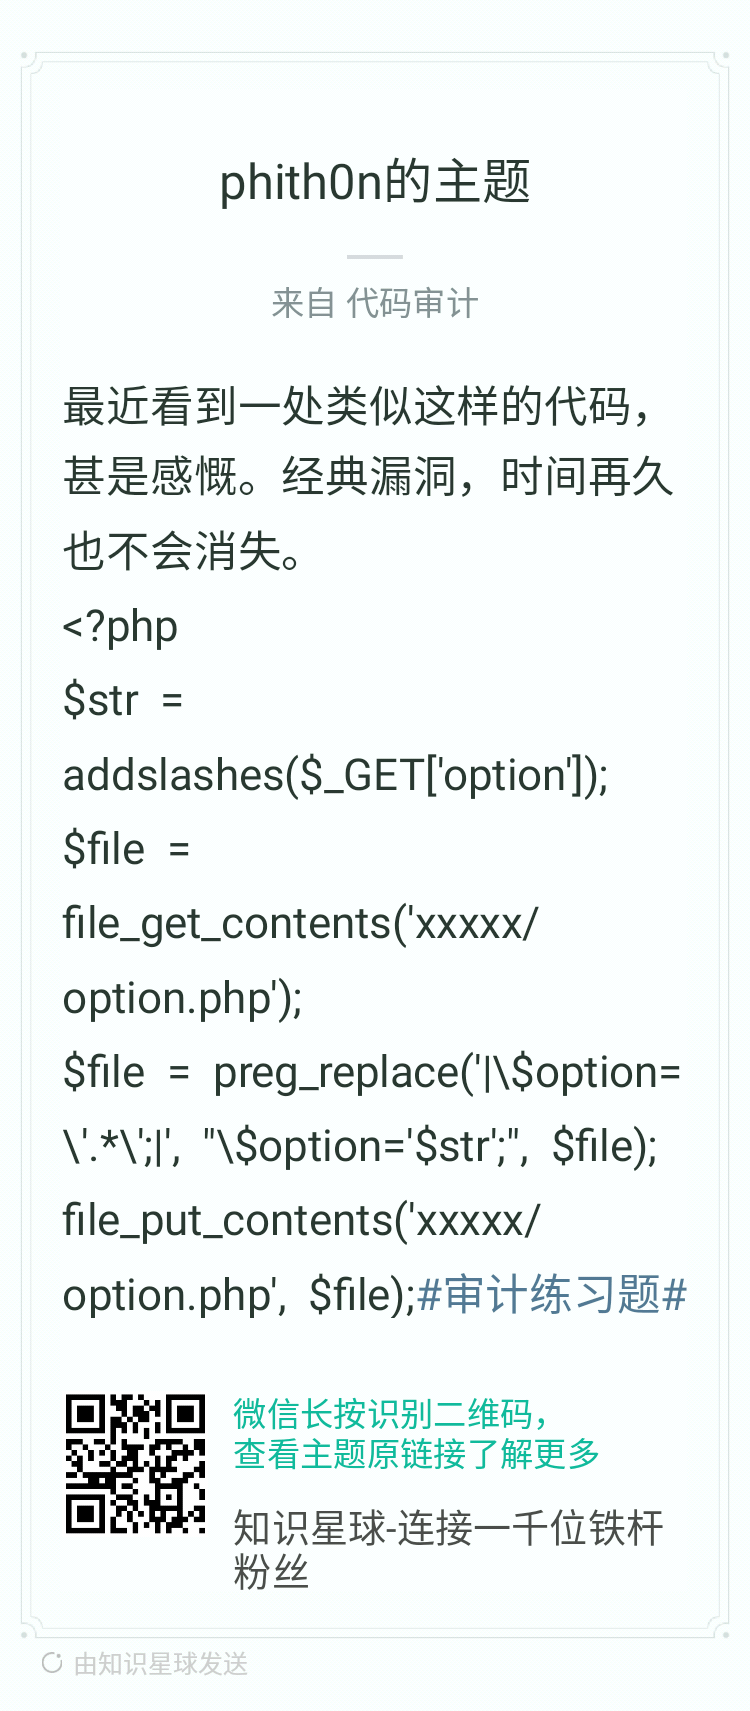 phith0n的主题
来自 代码审计
最近看到一处类似这样的代码，
甚是感慨。经典漏洞，时间再久
也不会消失。
<?php
$str =
addslashes($_GET['option']);
$file =
file_get_contents('xxxxx/
option.php');
$file = preg_replace('|\$option=
\'.*\';|', "\$option='$str';", $file);
file_put_contents('xxxxx/
option.php', $file);#审计练习题#
微信长按识别二维码，
查看主题原链接了解更多
知识星球-连接一千位铁杆
粉丝
由知识星球发送